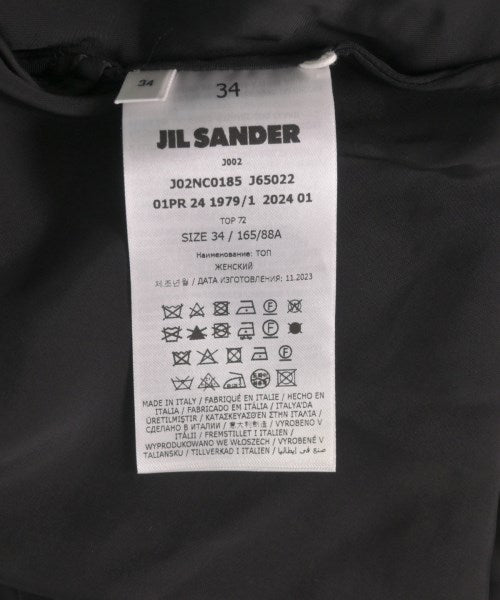 34
34
JIL SANDER
J002
J02NC0185 J65022
01PR 24 1979/1 2024 01
TOP 72
SIZE 34 / 165/88A
Наименование: ТОП
ЖЕНСКИЙ
제조년월 / ДАТА ИЗГОТОВЛЕНИЯ: 11.2023
MADE IN ITALY / FABRIQUÉ EN ITALIE / HECHO EN
ITALIA / FABRICADO EM ITÁLIA / ITALYA'DA
ÜRETILMIŞTIR / ΚΑΤΑΣΚΕΥΑΖΕΤΑΙ ΣΤΗΝ ΙΤΑΛΙΑ /
СДЕЛАНО В ИТАЛИИ / 意大利制造 / VYROBENO V
ITÁLII / FREMSTILLET I ITALIEN /
WYPRODUKOWANO WE WŁOSZECH / VYROBENÉ V
TALIANSKU / TILLVERKAD I ITALIEN / صنع في إيطاليا